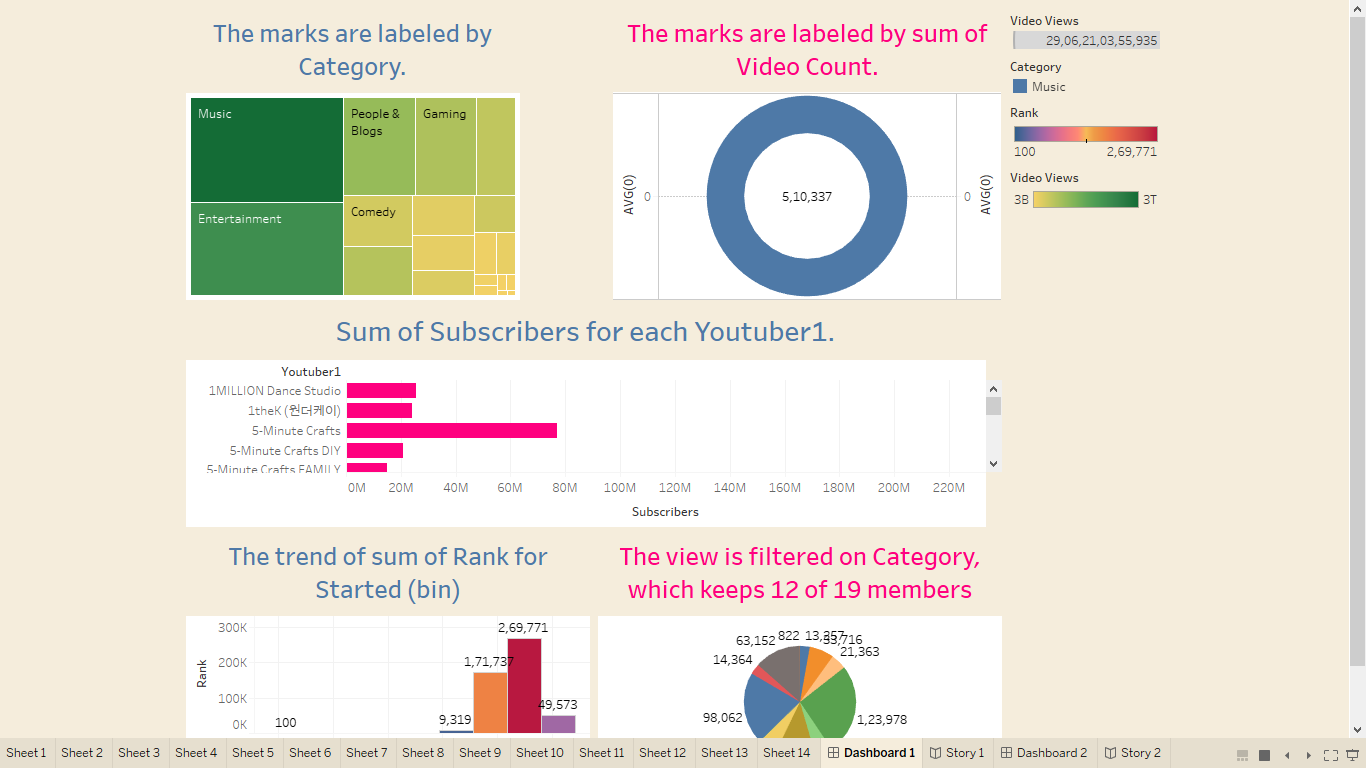 The marks are labeled by
Category.
Music
People &
Blogs
Gaming
Entertainment
Comedy
The marks are labeled by sum of
Video Count.
AVG(0)
0
5,10,337
0
AVG(0)
Video Views
29,06,21,03,55,935
Category
Music
Rank
100
2,69,771
Video Views
3B
3T
Sum of Subscribers for each Youtuber1.
Youtuber1
1MILLION Dance Studio
1theK (원더케이)
5-Minute Crafts
5-Minute Crafts DIY
5-Minute Crafts FAMILY
0M 20M 40M 60M 80M 100M 120M 140M 160M 180M 200M 220M
Subscribers
The trend of sum of Rank for
Started (bin)
Rank
300K
200K
100K
0K
100
9,319
1,71,737
2,69,771
49,573
The view is filtered on Category,
which keeps 12 of 19 members
63,152
822
13,257
21,363
14,364
98,062
1,23,978
Sheet 1 Sheet 2 Sheet 3 Sheet 4 Sheet 5 Sheet 6 Sheet 7 Sheet 8 Sheet 9 Sheet 10 Sheet 11 Sheet 12 Sheet 13 Sheet 14 Dashboard 1 Story 1 Dashboard 2 Story 2